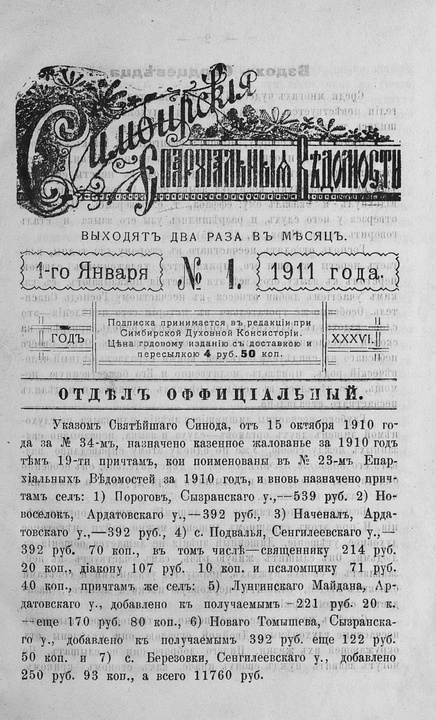 Симбирскія
Епархіальныя Вѣдомости
ВЫХОДЯТЪ ДВА РАЗА ВЪ МѢСЯЦЪ.
1-го Января № 1. 1911 года.
ГОДЪ
Подписка принимается въ редакціи при
Симбирской Духовной Консисторіи.
Цѣна годовому изданію съ доставкою и
пересылкою 4 руб. 50 коп.
XXXVI.
ОТДѢЛЪ ОФФИЦІАЛЬНЫЙ.
Указомъ Святѣйшаго Синода, отъ 15 октября 1910 го-
да за № 34-мъ, назначено казенное жалованье за 1910 годъ
тѣмъ 19-ти причтамъ, кои поименованы въ № 23-мъ Епар-
хіальныхъ Вѣдомостей за 1910 годъ, и вновь назначено прич-
тамъ селъ: 1) Пороговъ, Сызранскаго у,—539 руб. 2) Но-
воселокъ, Ардатовскаго у.,—392 руб., 3) Наченалъ, Арда-
товскаго у.,—392 руб., 4) с. Подвалья, Сенгилеевскаго у.,—
392 руб. 70 коп., въ томъ числѣ—священнику 214 руб.
20 коп., діакону 107 руб. 10 коп. и псаломщику 71 руб.
40 коп., причтамъ же селъ: 5) Лунгинскаго Майдана, Ар-
датовскаго у., добавлено къ получаемымъ—221 руб. 20 к.
—еще 170 руб. 80 коп., 6) Новаго Томышева, Сызранска-
го у., добавлено къ получаемымъ 392 руб. еще 122 руб.
50 коп. и 7) с. Березовки, Сенгилеевскаго у., добавлено
250 руб. 93 коп., а всего 11760 руб.